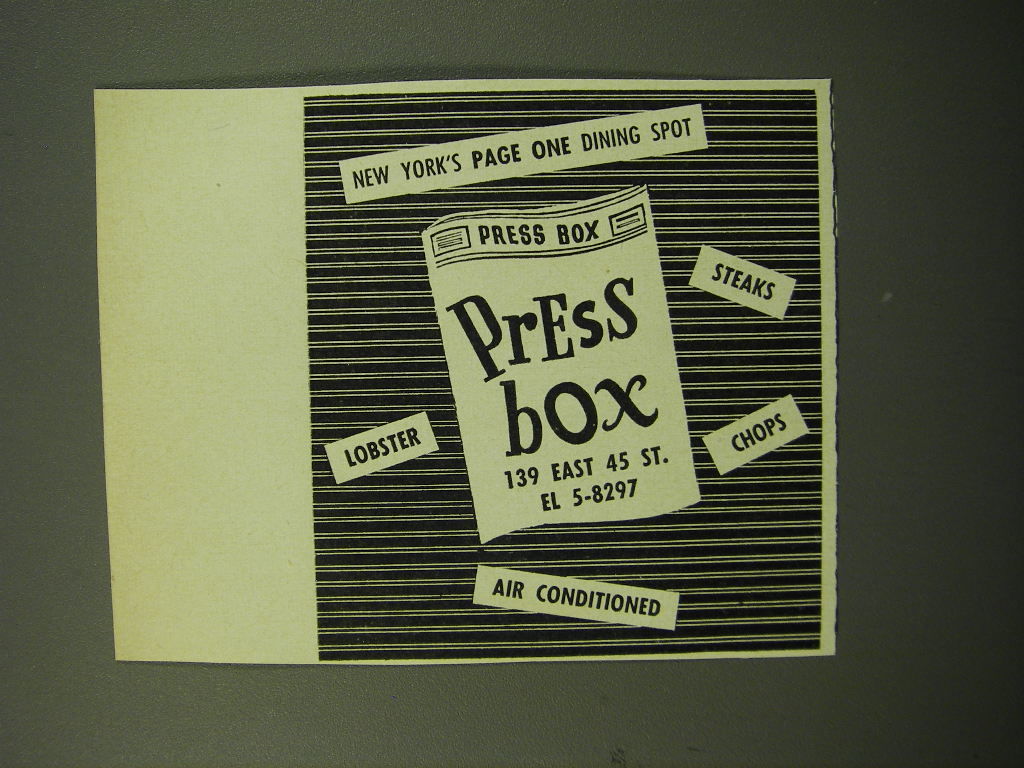 NEW YORK'S PAGE ONE DINING SPOT
PRESS BOX
PrEss
box
139 EAST 45 ST.
EL 5-8297
STEAKS
LOBSTER
CHOPS
AIR CONDITIONED